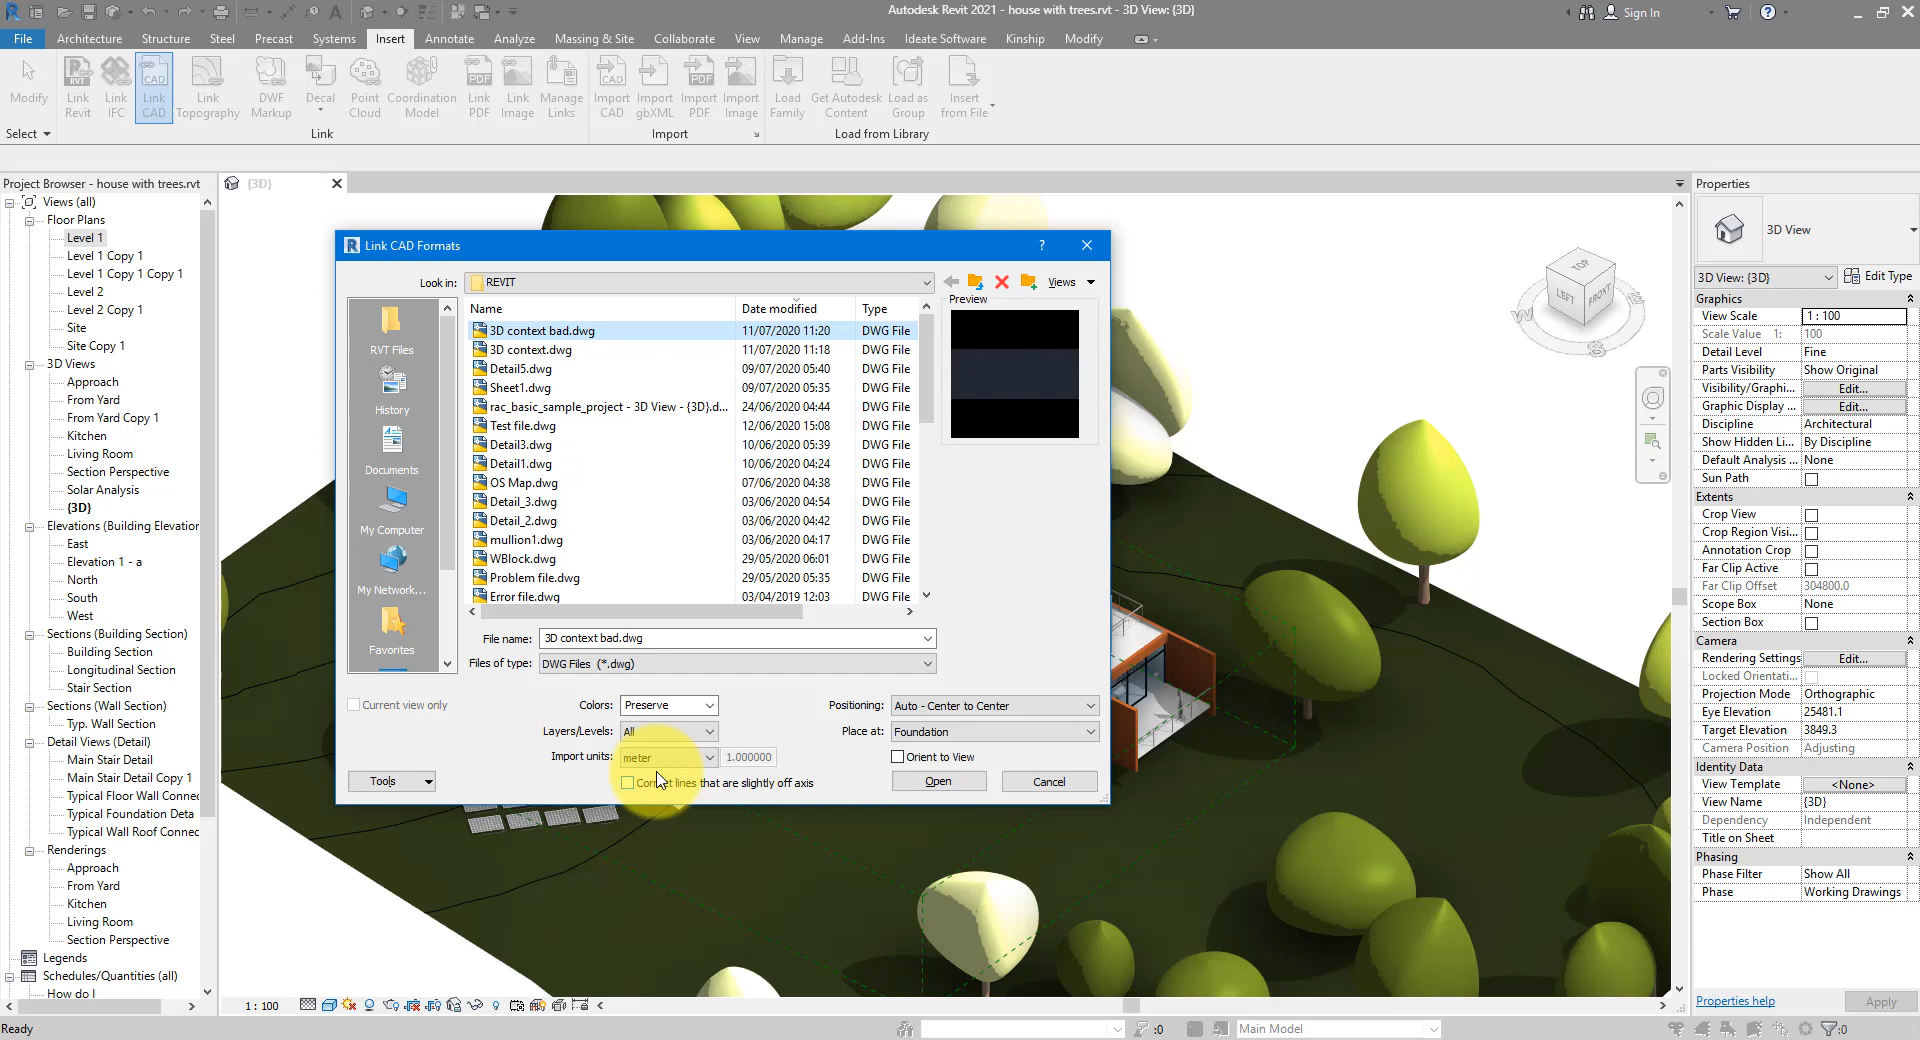 Autodesk Revit 2021 - house with trees.rvt - 3D View: {3D}
Sign In
File Architecture Structure Steel Precast Systems Insert Annotate Analyze Massing & Site Collaborate View Manage Add-Ins Ideate Software Kinship Modify
Modify
Link Revit
Link IFC
Link CAD
Link Topography
DWF Markup
Decal
Point Cloud
Coordination Model
Link PDF
Link Image
Manage Links
Import CAD
Import gbXML
Import PDF
Import Image
Load Family
Get Autodesk Content
Load as Group
Insert from File
Select Link Import Load from Library
Project Browser - house with trees.rvt
Views (all)
Floor Plans
Level 1
Level 1 Copy 1
Level 1 Copy 1 Copy 1
Level 2
Level 2 Copy 1
Site
Site Copy 1
3D Views
Approach
From Yard
From Yard Copy 1
Kitchen
Living Room
Section Perspective
Solar Analysis
{3D}
Elevations (Building Elevation
East
Elevation 1 - a
North
South
West
Sections (Building Section)
Building Section
Longitudinal Section
Stair Section
Sections (Wall Section)
Typ. Wall Section
Detail Views (Detail)
Main Stair Detail
Main Stair Detail Copy 1
Typical Floor Wall Connec
Typical Foundation Deta
Typical Wall Roof Connec
Renderings
Approach
From Yard
Kitchen
Living Room
Section Perspective
Legends
Schedules/Quantities (all)
How do I
{3D}
Link CAD Formats ?
Look in: REVIT
Views
RVT Files
History
Documents
My Computer
My Network...
Favorites
Name Date modified Type
3D context bad.dwg 11/07/2020 11:20 DWG File
3D context.dwg 11/07/2020 11:18 DWG File
Detail5.dwg 09/07/2020 05:40 DWG File
Sheet1.dwg 09/07/2020 05:35 DWG File
rac_basic_sample_project - 3D View - {3D}.d... 24/06/2020 04:44 DWG File
Test file.dwg 12/06/2020 15:08 DWG File
Detail3.dwg 10/06/2020 05:39 DWG File
Detail1.dwg 10/06/2020 04:24 DWG File
OS Map.dwg 07/06/2020 04:38 DWG File
Detail_3.dwg 03/06/2020 04:54 DWG File
Detail_2.dwg 03/06/2020 04:42 DWG File
mullion1.dwg 03/06/2020 04:17 DWG File
WBlock.dwg 29/05/2020 06:01 DWG File
Problem file.dwg 29/05/2020 05:35 DWG File
Error file.dwg 03/04/2019 12:03 DWG File
Preview
File name: 3D context bad.dwg
Files of type: DWG Files (*.dwg)
Current view only
Colors: Preserve
Layers/Levels: All
Import units: meter 1.000000
lines that are slightly off axis
Positioning: Auto - Center to Center
Place at: Foundation
Orient to View
Tools Open Cancel
TOP
LEFT FRONT
W
S
Properties
3D View
3D View: {3D} Edit Type
Graphics
View Scale 1 : 100
Scale Value 1: 100
Detail Level Fine
Parts Visibility Show Original
Visibility/Graphi... Edit...
Graphic Display ... Edit...
Discipline Architectural
Show Hidden Li... By Discipline
Default Analysis ... None
Sun Path
Extents
Crop View
Crop Region Visi...
Annotation Crop
Far Clip Active
Far Clip Offset 304800.0
Scope Box None
Section Box
Camera
Rendering Settings Edit...
Locked Orientati...
Projection Mode Orthographic
Eye Elevation 25481.1
Target Elevation 3849.3
Camera Position Adjusting
Identity Data
View Template <None>
View Name {3D}
Dependency Independent
Title on Sheet
Phasing
Phase Filter Show All
Phase Working Drawings
Properties help Apply
1 : 100
Ready
:0
Main Model
:0